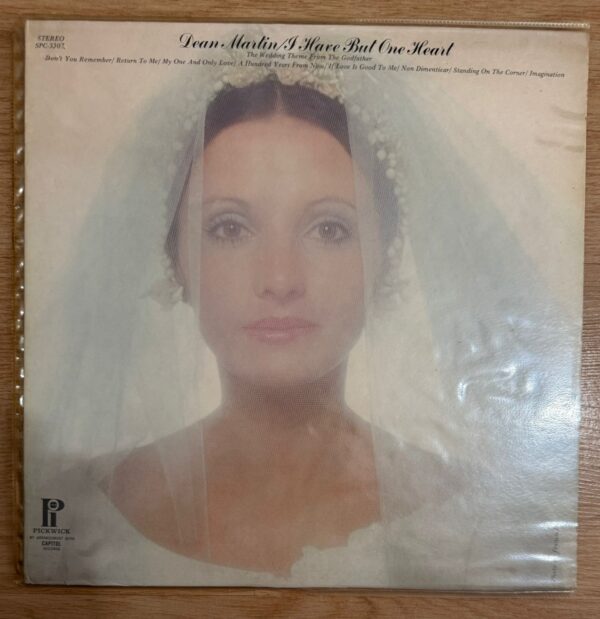 STEREO
SPC-3307
Dean Martin/I Have But One Heart
The Wedding Theme From The Godfather
Don't You Remember/ Return To Me/ My One And Only Love/ A Hundred Years From Now/ If Love Is Good To Me/ Non Dimenticar/ Standing On The Corner/ Imagination
Pi
PICKWICK
BY ARRANGEMENT WITH
CAPITOL
RECORDS